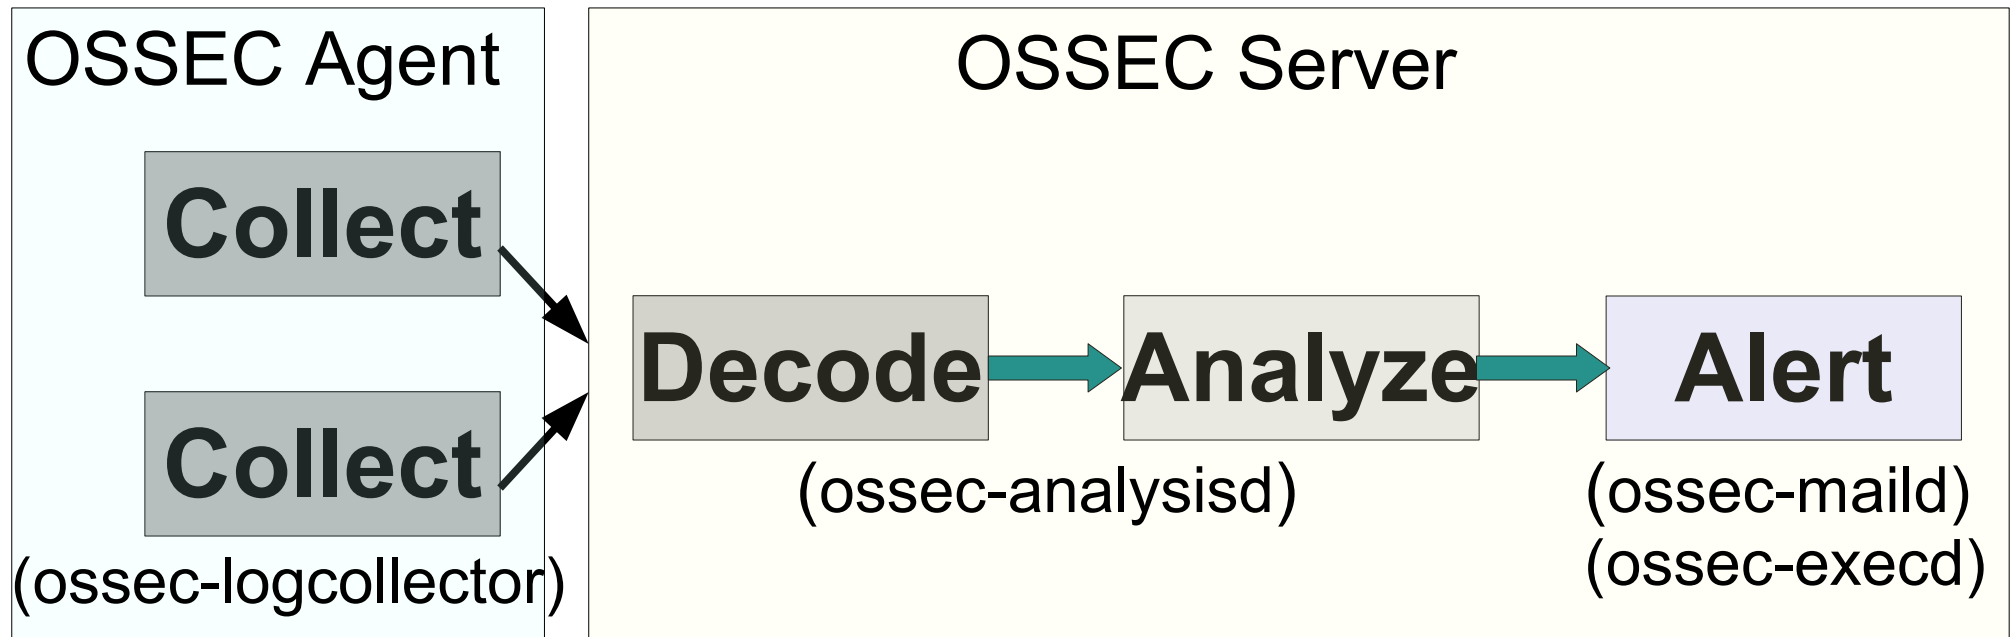 OSSEC Agent
Collect
Collect
(ossec-logcollector)
OSSEC Server
Decode
Analyze
Alert
(ossec-analysisd)
(ossec-maild)
(ossec-execd)